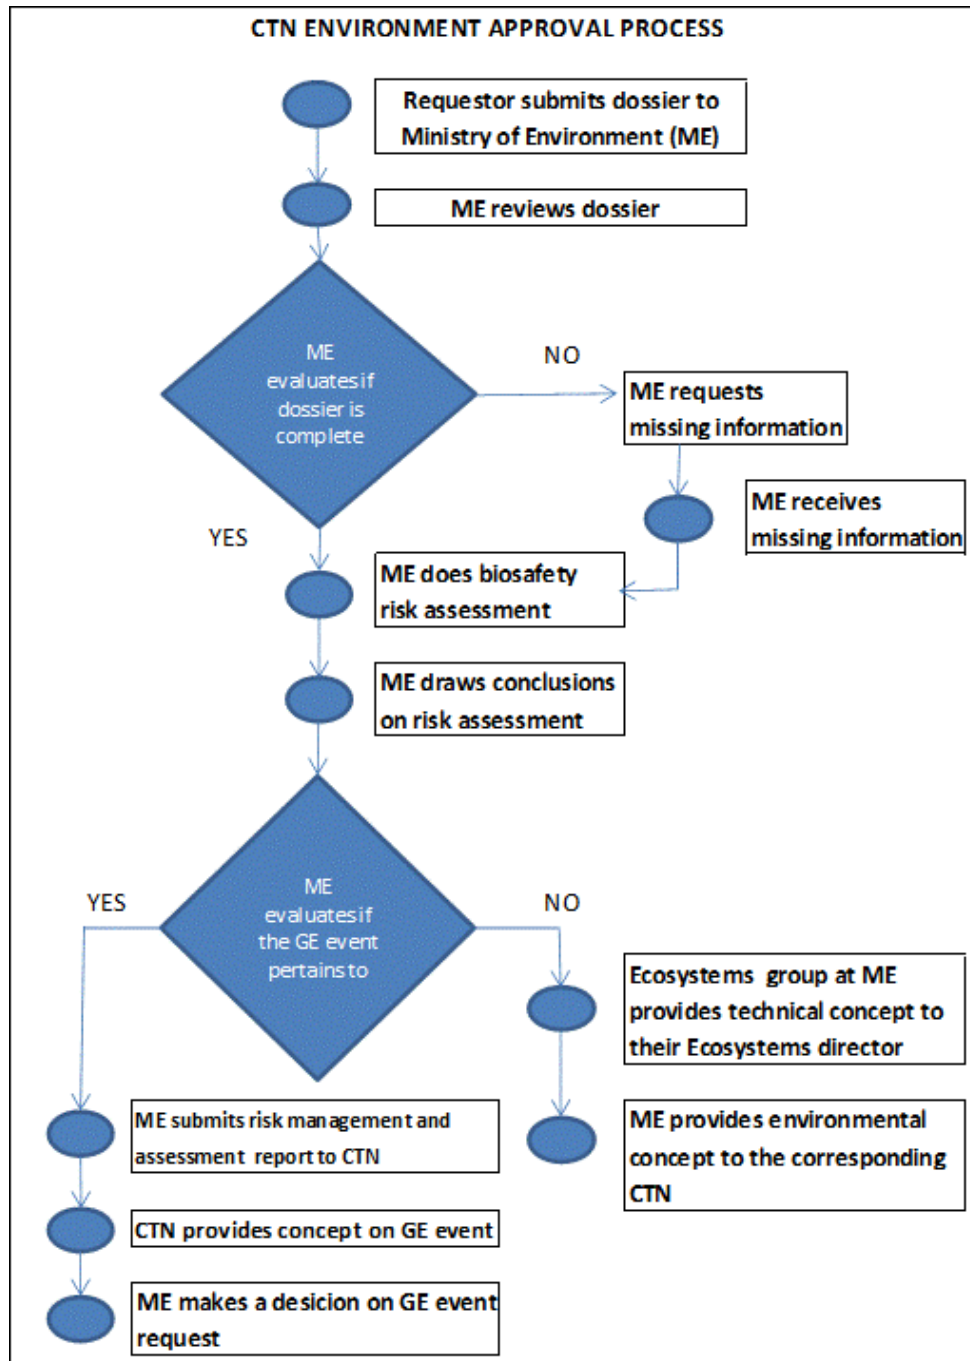 CTN ENVIRONMENT APPROVAL PROCESS
Requestor submits dossier to
Ministry of Environment (ME)
ME reviews dossier
ME
evaluates if
dossier is
complete
NO
ME requests
missing information
ME receives
missing information
YES
ME does biosafety
risk assessment
ME draws conclusions
on risk assessment
ME
evaluates if
the GE event
pertains to
YES
NO
Ecosystems group at ME
provides technical concept to
their Ecosystems director
ME submits risk management and
assessment report to CTN
ME provides environmental
concept to the corresponding
CTN
CTN provides concept on GE event
ME makes a desicion on GE event
request